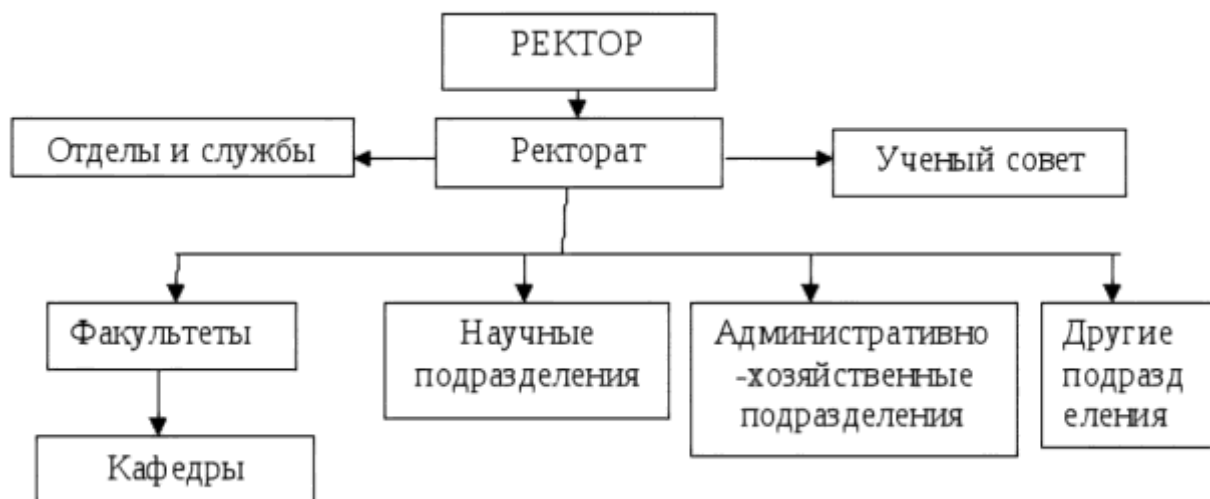 РЕКТОР
Отделы и службы
Ректорат
Ученый совет
Факультеты
Научные
подразделения
Административно
-хозяйственные
подразделения
Другие
подразд
еления
Кафедры